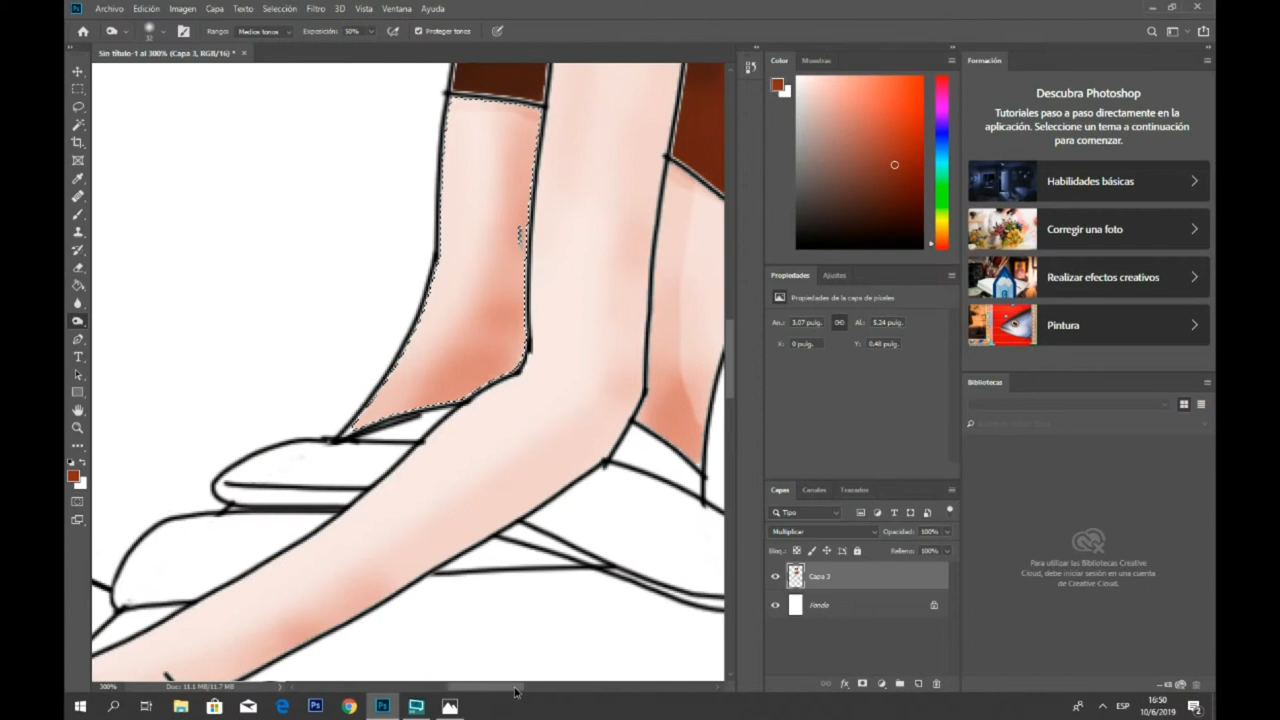 Archivo Edición Imagen Capa Texto Selección Filtro 3D Vista Ventana Ayuda
32 Rango: Medios tonos Exposición: 50% Proteger tonos
Sin título-1 al 300% (Capa 3, RGB/16) * ×
Color Muestras
Formación
Descubra Photoshop
Tutoriales paso a paso directamente en la
aplicación. Seleccione un tema a continuación
para comenzar.
Habilidades básicas
Corregir una foto
Realizar efectos creativos
Pintura
Propiedades Ajustes
Propiedades de la capa de píxeles
An.: 3.07 pulg. Al.: 5.24 pulg.
X: 0 pulg. Y: 0.48 pulg.
Bibliotecas
Para utilizar las Bibliotecas Creative
Cloud, debe iniciar sesión en una cuenta
de Creative Cloud.
Capas Canales Trazados
Tipo
Multiplicar Opacidad: 100%
Bloq.: Relleno: 100%
Capa 3
Fondo
-- KB
300% Doc: 11.1 MB/11.7 MB
ESP
16:50
10/6/2019